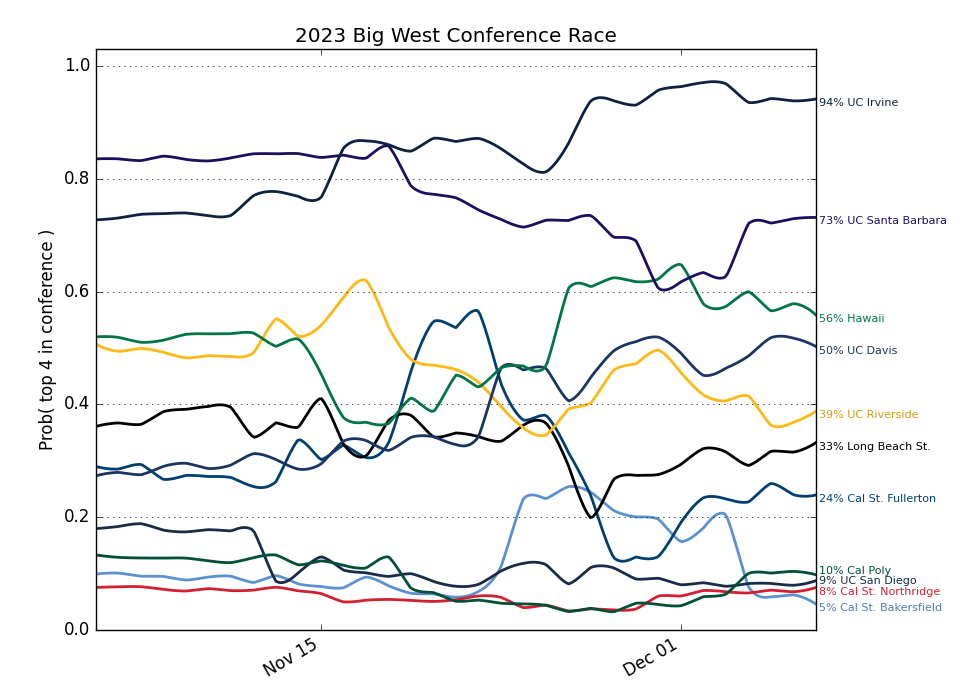 2023 Big West Conference Race
Prob( top 4 in conference )
1.0
0.8
0.6
0.4
0.2
0.0
Nov 15
Dec 01
94% UC Irvine
73% UC Santa Barbara
56% Hawaii
50% UC Davis
39% UC Riverside
33% Long Beach St.
24% Cal St. Fullerton
10% Cal Poly
9% UC San Diego
8% Cal St. Northridge
5% Cal St. Bakersfield